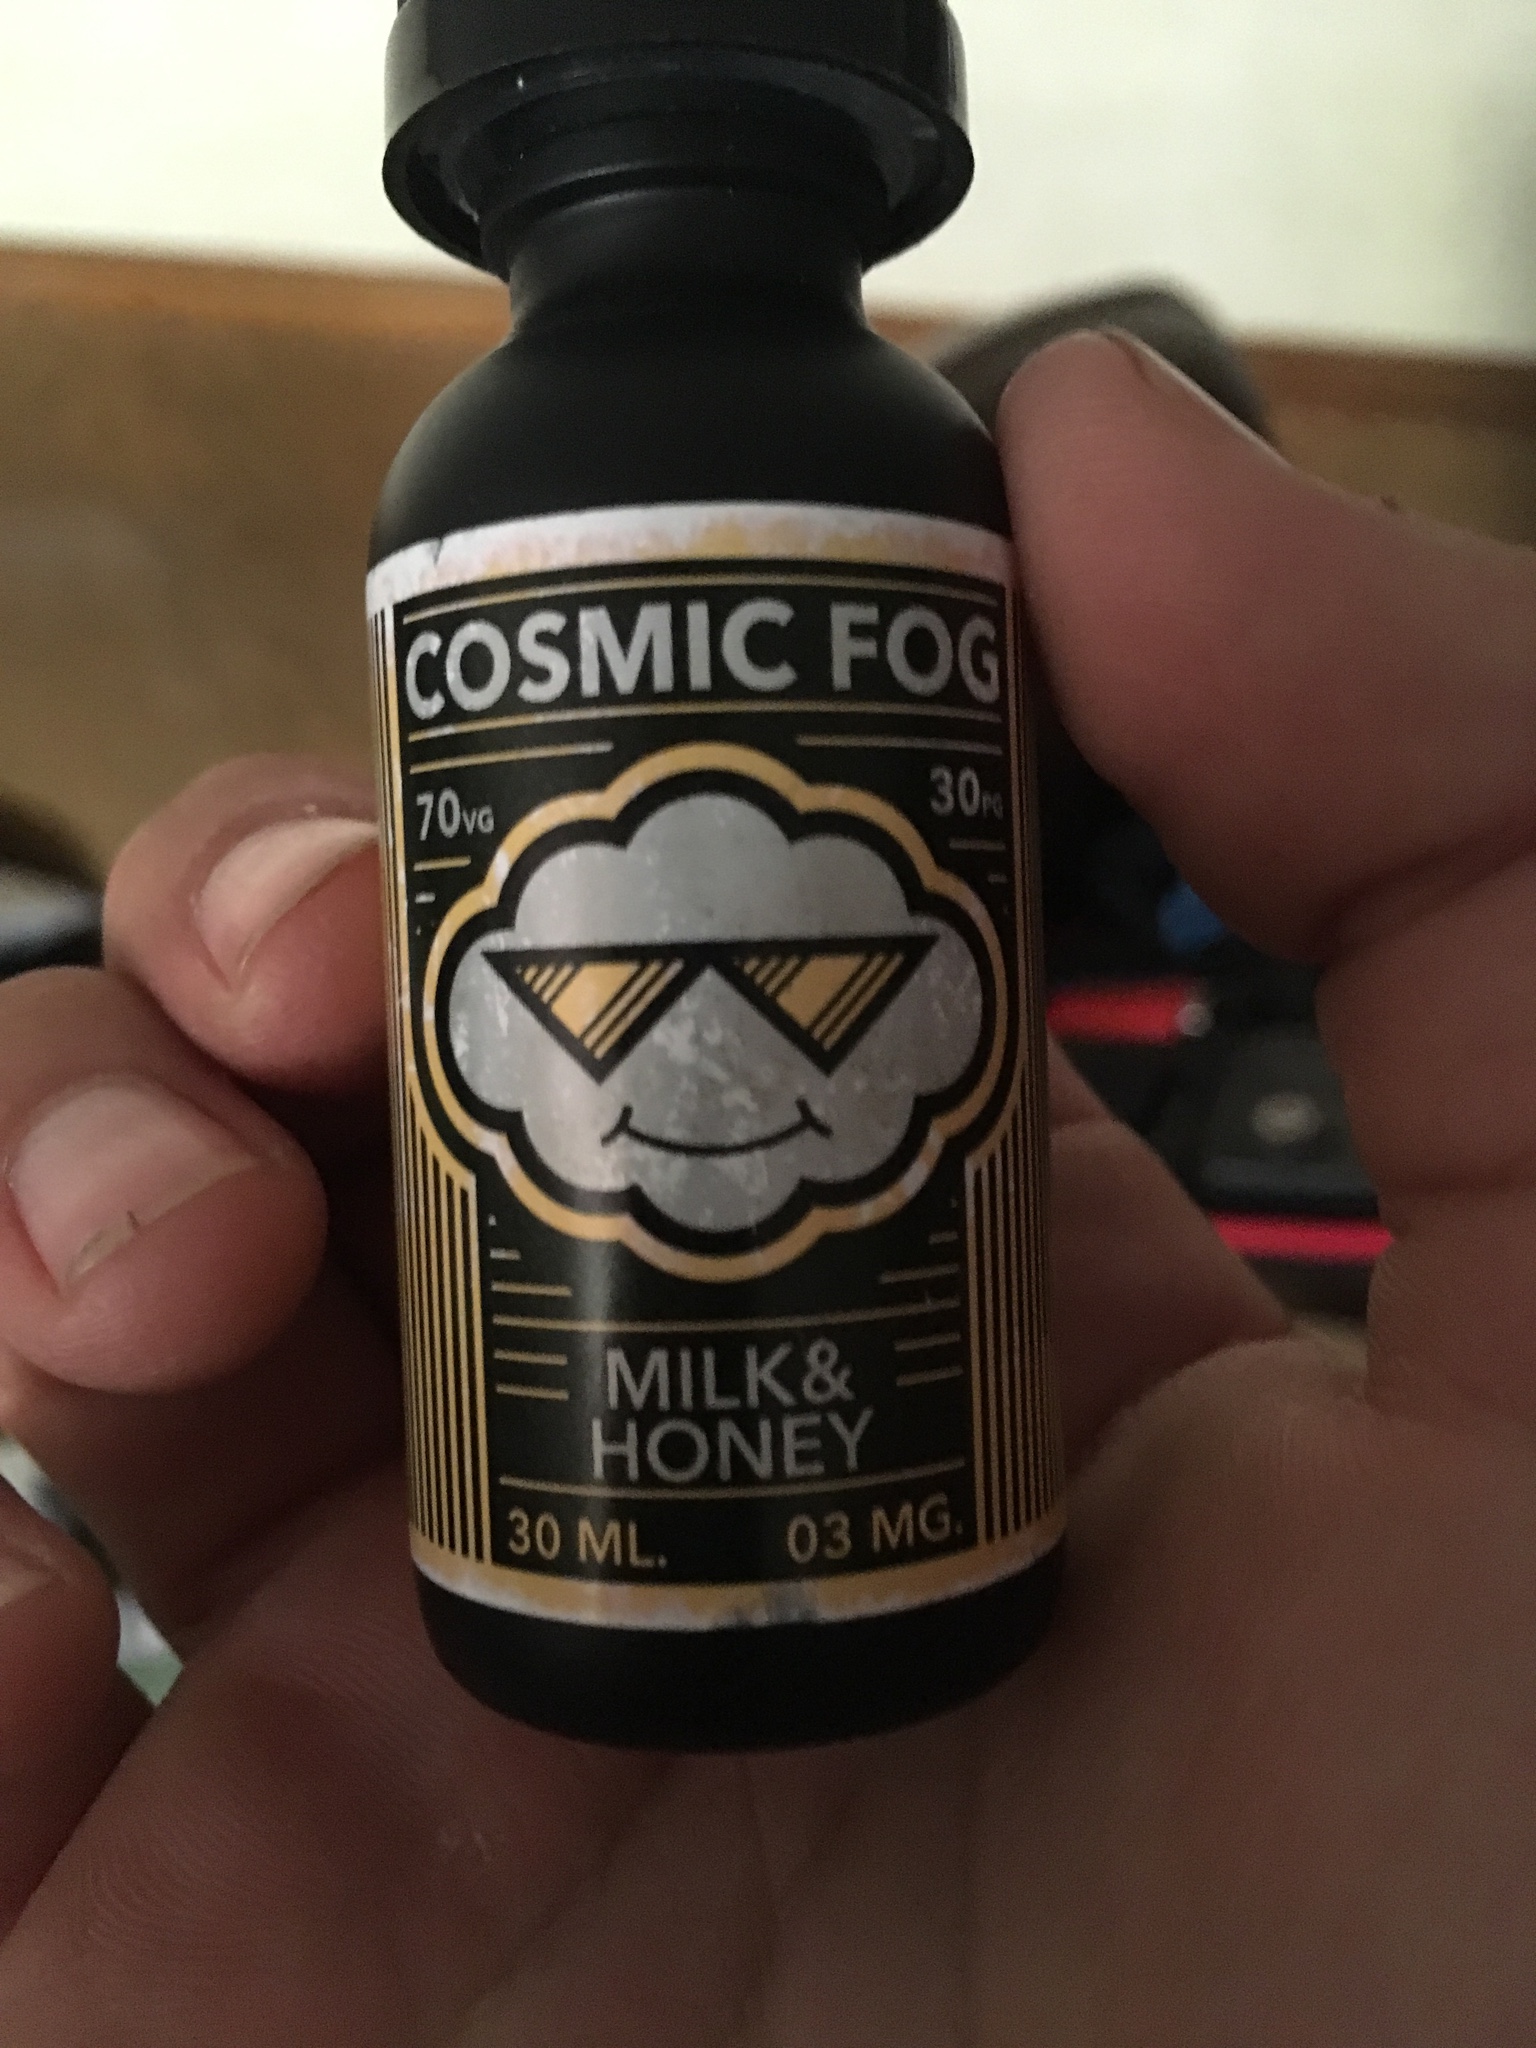 COSMIC FOG
70VG 30PG
MILK&
HONEY
30 ML. 03 MG.